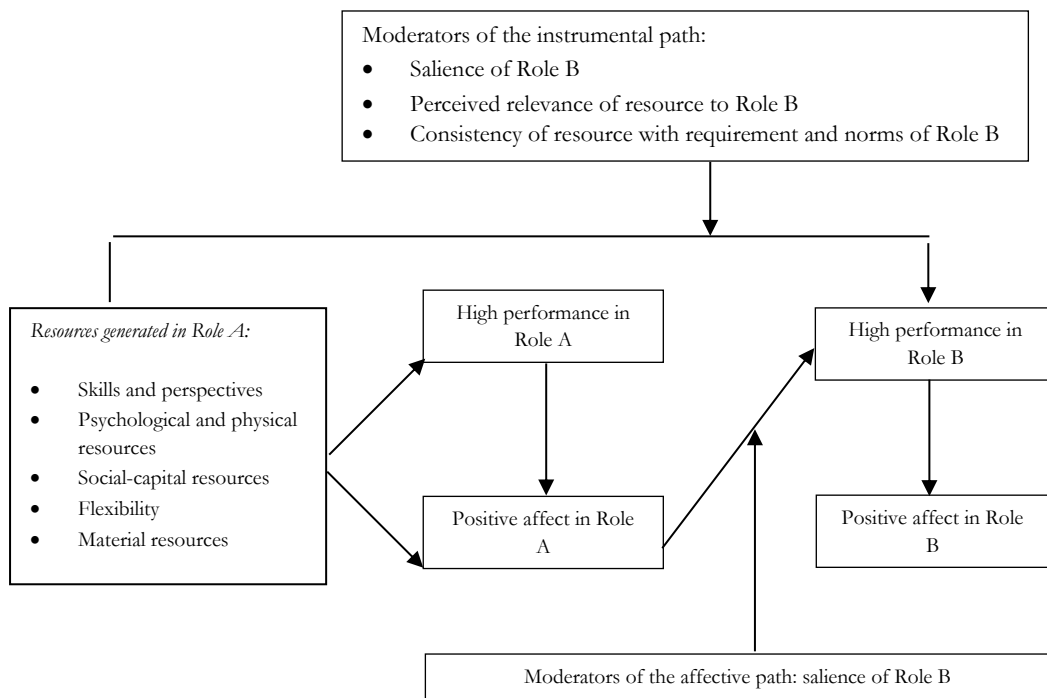 Moderators of the instrumental path:
• Salience of Role B
• Perceived relevance of resource to Role B
• Consistency of resource with requirement and norms of Role B
Resources generated in Role A:
• Skills and perspectives
• Psychological and physical
resources
• Social-capital resources
• Flexibility
• Material resources
High performance in
Role A
Positive affect in Role
A
High performance in
Role B
Positive affect in Role
B
Moderators of the affective path: salience of Role B